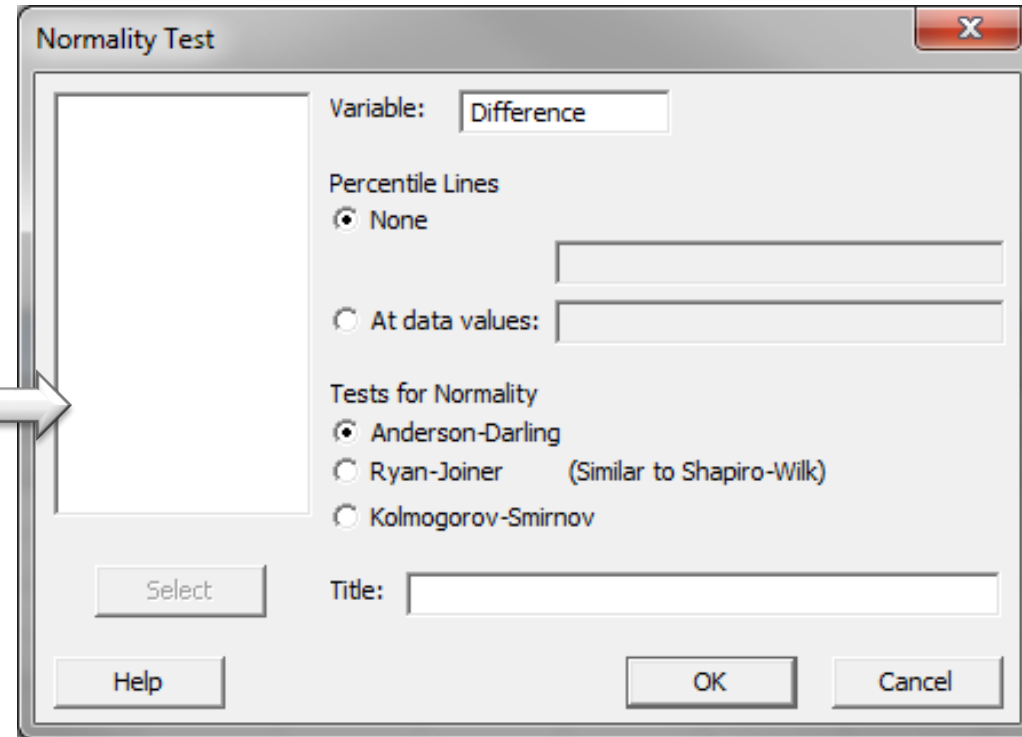 Normality Test
Variable: Difference
Percentile Lines
None
At data values:
Tests for Normality
Anderson-Darling
Ryan-Joiner (Similar to Shapiro-Wilk)
Kolmogorov-Smirnov
Select
Title:
Help
OK
Cancel